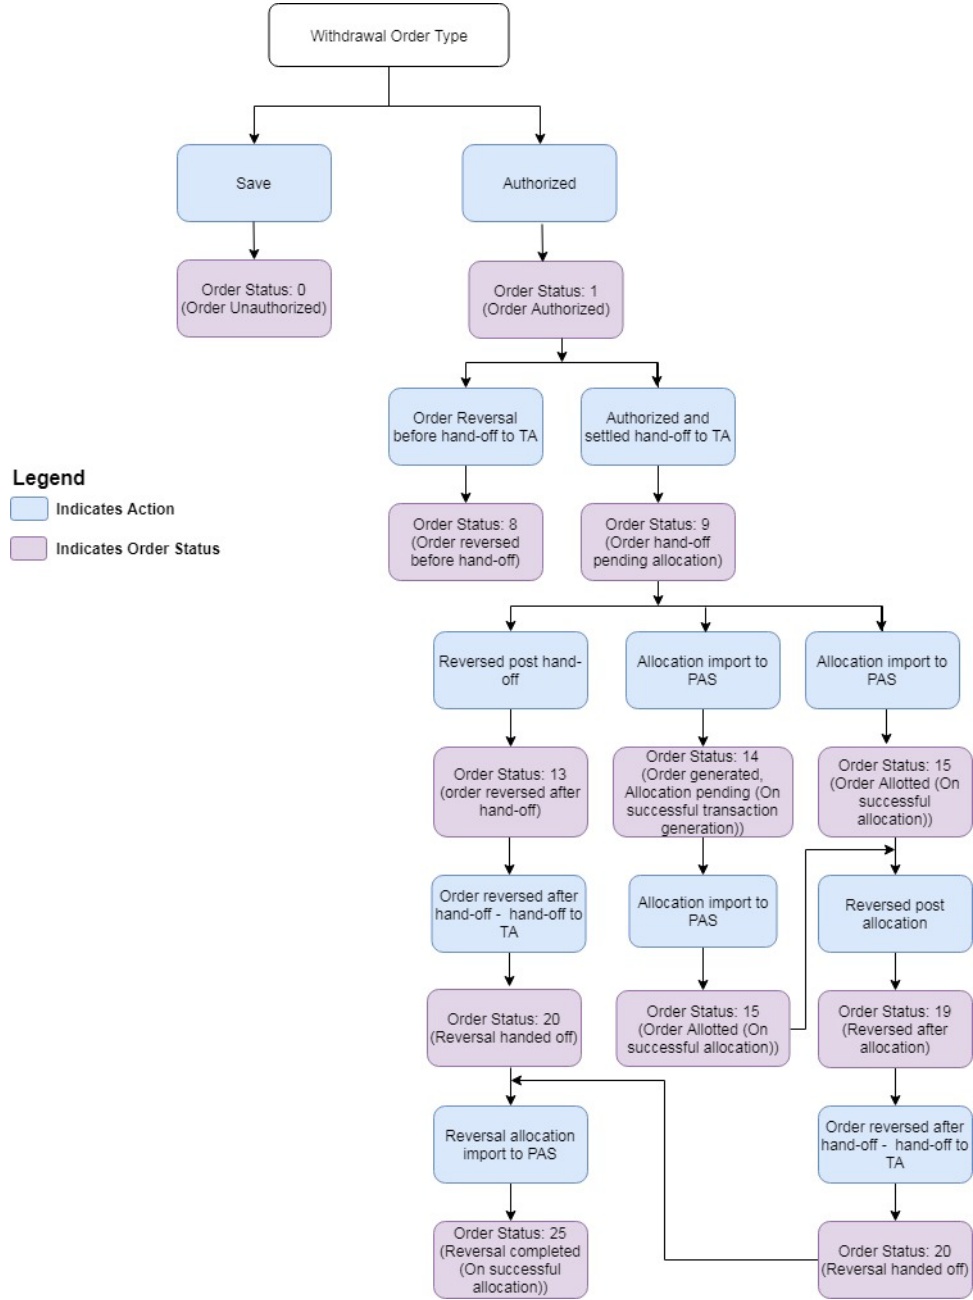 Withdrawal Order Type
Save
Authorized
Order Status: 0
(Order Unauthorized)
Order Status: 1
(Order Authorized)
Order Reversal
before hand-off to TA
Authorized and
settled hand-off to TA
Legend
Indicates Action
Indicates Order Status
Order Status: 8
(Order reversed
before hand-off)
Order Status: 9
(Order hand-off
pending allocation)
Reversed post hand-
off
Allocation import to
PAS
Allocation import to
PAS
Order Status: 13
(order reversed after
hand-off)
Order Status: 14
(Order generated,
Allocation pending (On
successful transaction
generation))
Order Status: 15
(Order Allotted (On
successful
allocation))
Order reversed after
hand-off - hand-off to
TA
Allocation import to
PAS
Reversed post
allocation
Order Status: 20
(Reversal handed off)
Order Status: 15
(Order Allotted (On
successful allocation))
Order Status: 19
(Reversed after
allocation)
Reversal allocation
import to PAS
Order reversed after
hand-off - hand-off to
TA
Order Status: 25
(Reversal completed
(On successful
allocation))
Order Status: 20
(Reversal handed off)